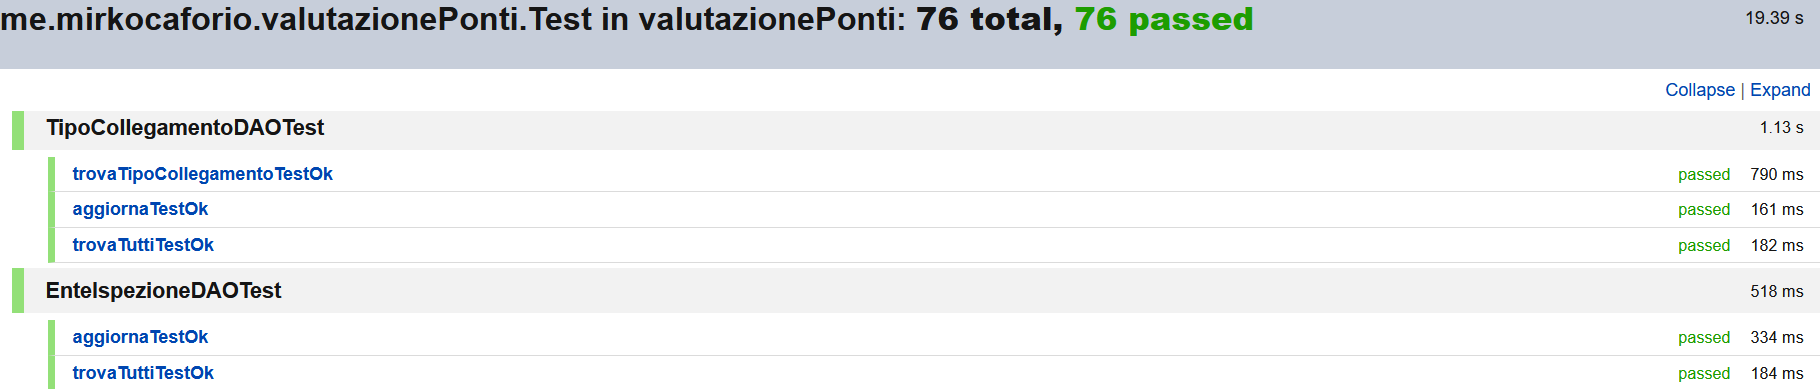 me.mirkocaforio.valutazionePonti.Test in valutazionePonti: 76 total, 76 passed 19.39 s
Collapse | Expand
TipoCollegamentoDAOTest 1.13 s
trovaTipoCollegamentoTestOk passed 790 ms
aggiornaTestOk passed 161 ms
trovaTuttiTestOk passed 182 ms
EnteIspezioneDAOTest 518 ms
aggiornaTestOk passed 334 ms
trovaTuttiTestOk passed 184 ms